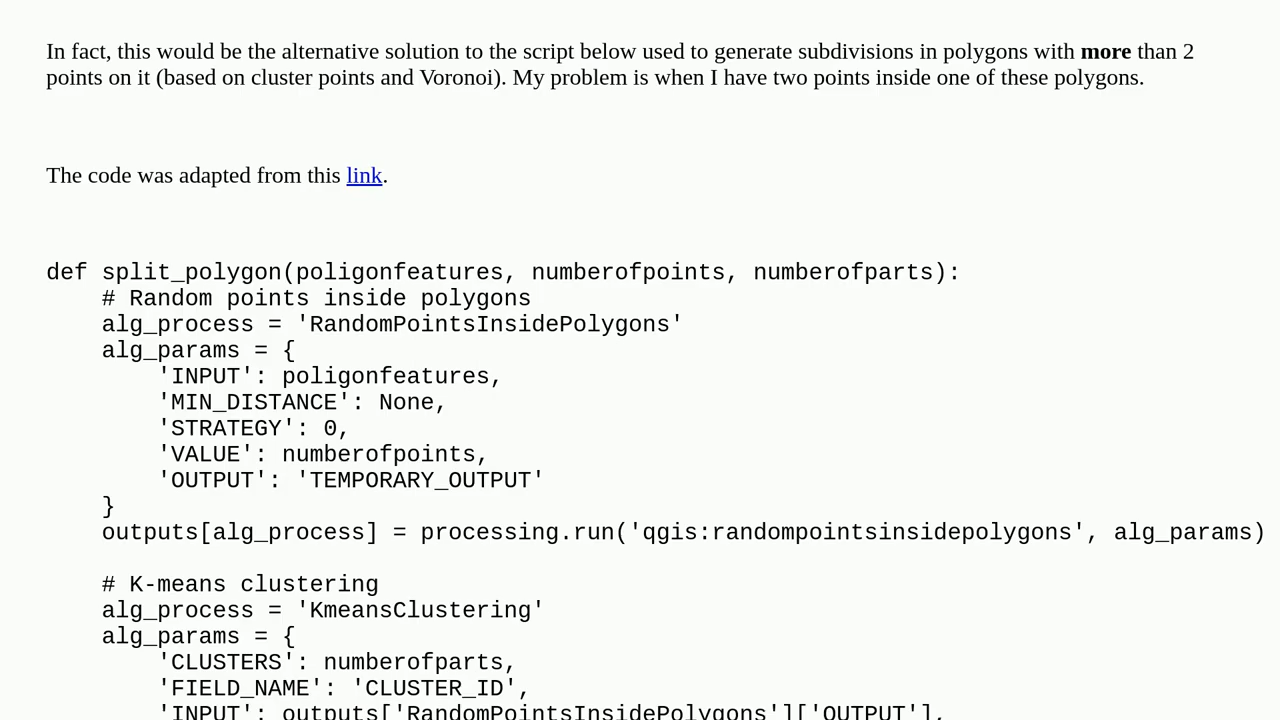 In fact, this would be the alternative solution to the script below used to generate subdivisions in polygons with more than 2
points on it (based on cluster points and Voronoi). My problem is when I have two points inside one of these polygons.
The code was adapted from this link.
def split_polygon(poligonfeatures, numberofpoints, numberofparts):
    # Random points inside polygons
    alg_process = 'RandomPointsInsidePolygons'
    alg_params = {
        'INPUT': poligonfeatures,
        'MIN_DISTANCE': None,
        'STRATEGY': 0,
        'VALUE': numberofpoints,
        'OUTPUT': 'TEMPORARY_OUTPUT'
    }
    outputs[alg_process] = processing.run('qgis:randompointsinsidepolygons', alg_params)
    # K-means clustering
    alg_process = 'KmeansClustering'
    alg_params = {
        'CLUSTERS': numberofparts,
        'FIELD_NAME': 'CLUSTER_ID',
        'INPUT': outputs['RandomPointsInsidePolygons']['OUTPUT'],